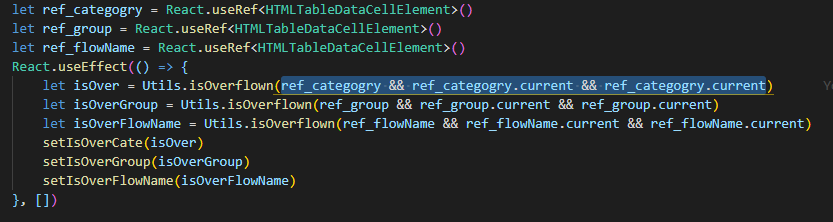 let ref_categogry = React.useRef<HTMLTableDataCellElement>()
let ref_group = React.useRef<HTMLTableDataCellElement>()
let ref_flowName = React.useRef<HTMLTableDataCellElement>()
React.useEffect(() => {
    let isOver = Utils.isOverflown(ref_categogry && ref_categogry.current && ref_categogry.current)
    let isOverGroup = Utils.isOverflown(ref_group && ref_group.current && ref_group.current)
    let isOverFlowName = Utils.isOverflown(ref_flowName && ref_flowName.current && ref_flowName.current)
    setIsOverCate(isOver)
    setIsOverGroup(isOverGroup)
    setIsOverFlowName(isOverFlowName)
}, [])